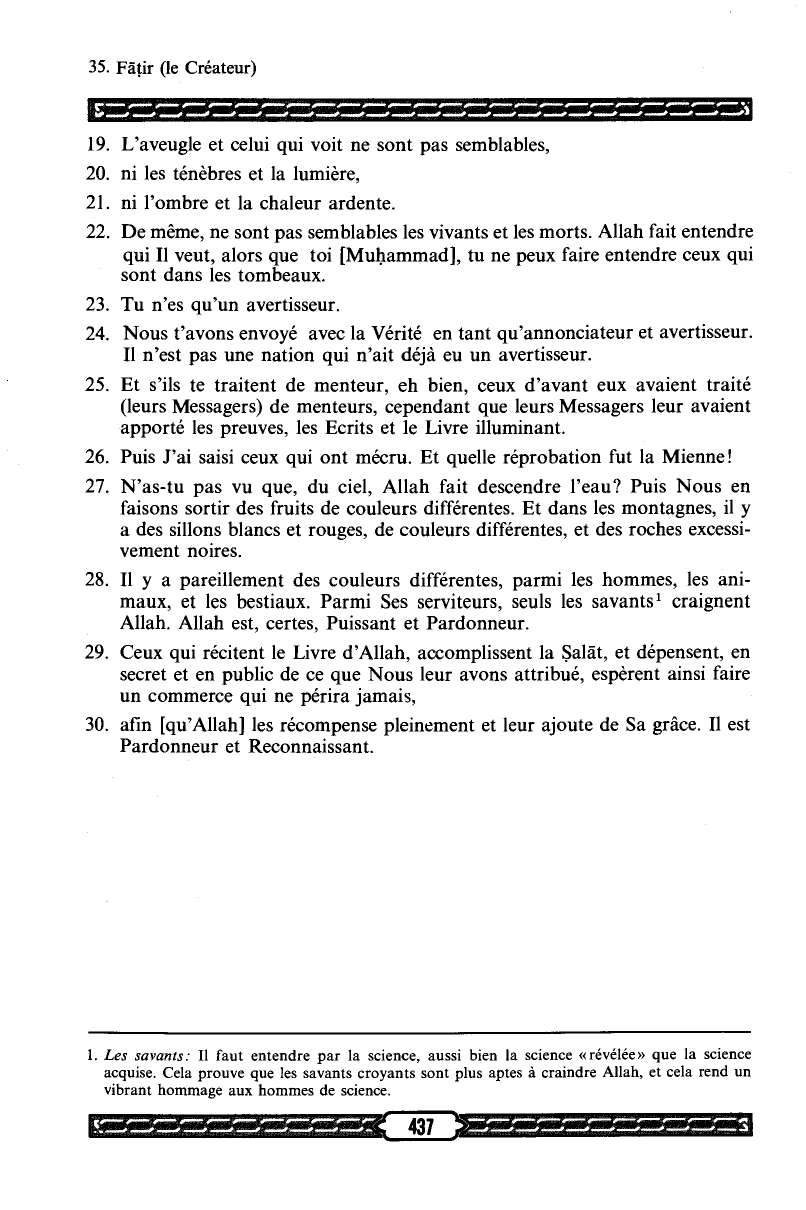 35. Fāṭir (le Créateur)
19. L'aveugle et celui qui voit ne sont pas semblables,
20. ni les ténèbres et la lumière,
21. ni l'ombre et la chaleur ardente.
22. De même, ne sont pas semblables les vivants et les morts. Allah fait entendre
qui Il veut, alors que toi [Muḥammad], tu ne peux faire entendre ceux qui
sont dans les tombeaux.
23. Tu n'es qu'un avertisseur.
24. Nous t'avons envoyé avec la Vérité en tant qu'annonciateur et avertisseur.
Il n'est pas une nation qui n'ait déjà eu un avertisseur.
25. Et s'ils te traitent de menteur, eh bien, ceux d'avant eux avaient traité
(leurs Messagers) de menteurs, cependant que leurs Messagers leur avaient
apporté les preuves, les Ecrits et le Livre illuminant.
26. Puis J'ai saisi ceux qui ont mécru. Et quelle réprobation fut la Mienne!
27. N'as-tu pas vu que, du ciel, Allah fait descendre l'eau? Puis Nous en
faisons sortir des fruits de couleurs différentes. Et dans les montagnes, il y
a des sillons blancs et rouges, de couleurs différentes, et des roches excessi-
vement noires.
28. Il y a pareillement des couleurs différentes, parmi les hommes, les ani-
maux, et les bestiaux. Parmi Ses serviteurs, seuls les savants¹ craignent
Allah. Allah est, certes, Puissant et Pardonneur.
29. Ceux qui récitent le Livre d'Allah, accomplissent la Ṣalāt, et dépensent, en
secret et en public de ce que Nous leur avons attribué, espèrent ainsi faire
un commerce qui ne périra jamais,
30. afin [qu'Allah] les récompense pleinement et leur ajoute de Sa grâce. Il est
Pardonneur et Reconnaissant.
1. Les savants: Il faut entendre par la science, aussi bien la science «révélée» que la science
acquise. Cela prouve que les savants croyants sont plus aptes à craindre Allah, et cela rend un
vibrant hommage aux hommes de science.
437